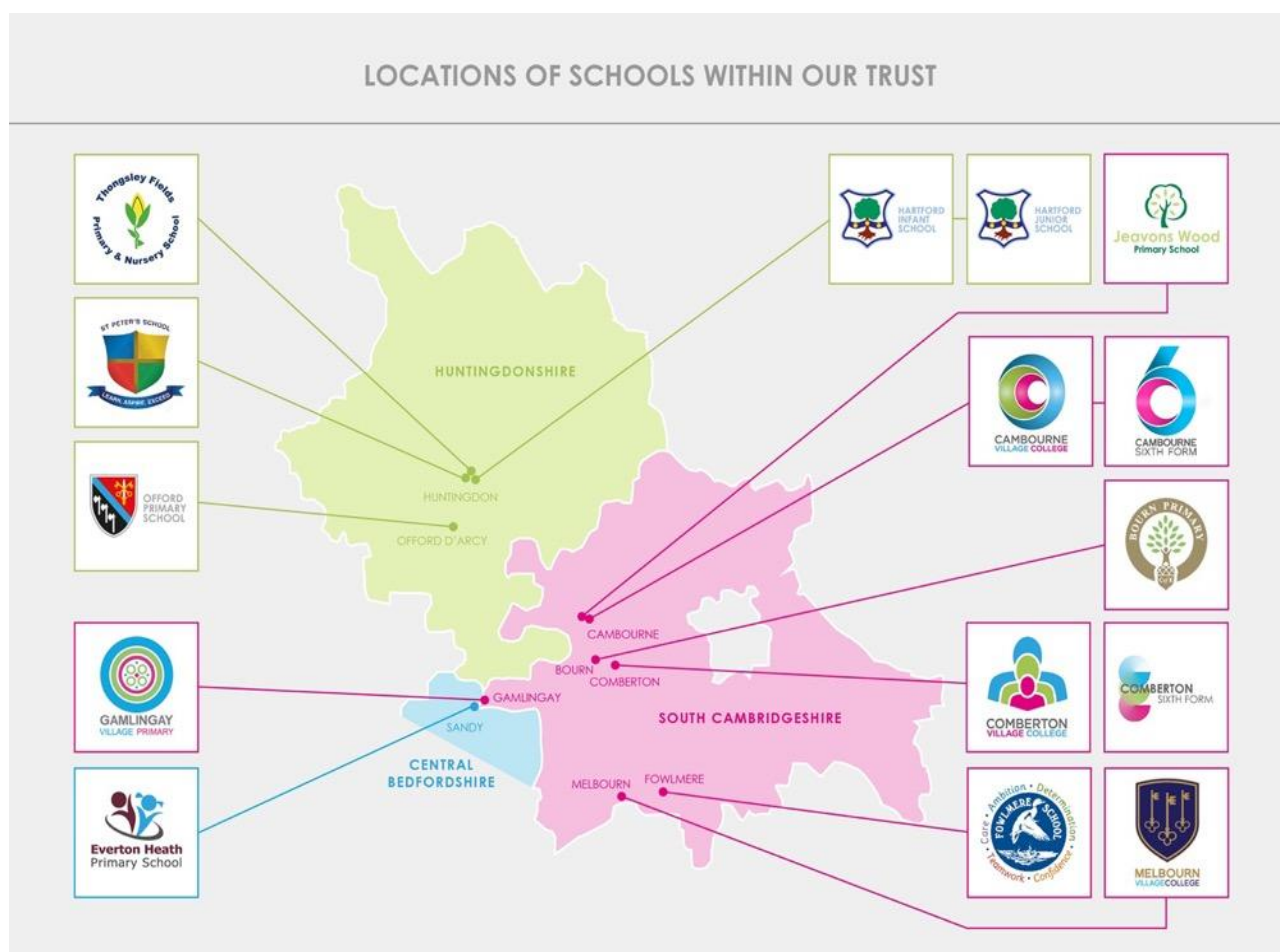 LOCATIONS OF SCHOOLS WITHIN OUR TRUST
Thongsley Fields
Primary & Nursery School
ST PETER'S SCHOOL
LEARN, ASPIRE, EXCEED
OFFORD
PRIMARY
SCHOOL
GAMLINGAY
VILLAGE PRIMARY
Everton Heath
Primary School
HARTFORD
INFANT
SCHOOL
HARTFORD
JUNIOR
SCHOOL
Jeavons Wood
Primary School
CAMBOURNE
VILLAGE COLLEGE
6
CAMBOURNE
SIXTH FORM
BOURN PRIMARY
COMBERTON
VILLAGE COLLEGE
COMBERTON
SIXTH FORM
Care • Ambition • Determination
FOWLMERE SCHOOL
Teamwork • Confidence
MELBOURN
VILLAGECOLLEGE
HUNTINGDONSHIRE
HUNTINGDON
OFFORD D'ARCY
CAMBOURNE
BOURN
COMBERTON
GAMLINGAY
SANDY
SOUTH CAMBRIDGESHIRE
CENTRAL
BEDFORDSHIRE
MELBOURN
FOWLMERE